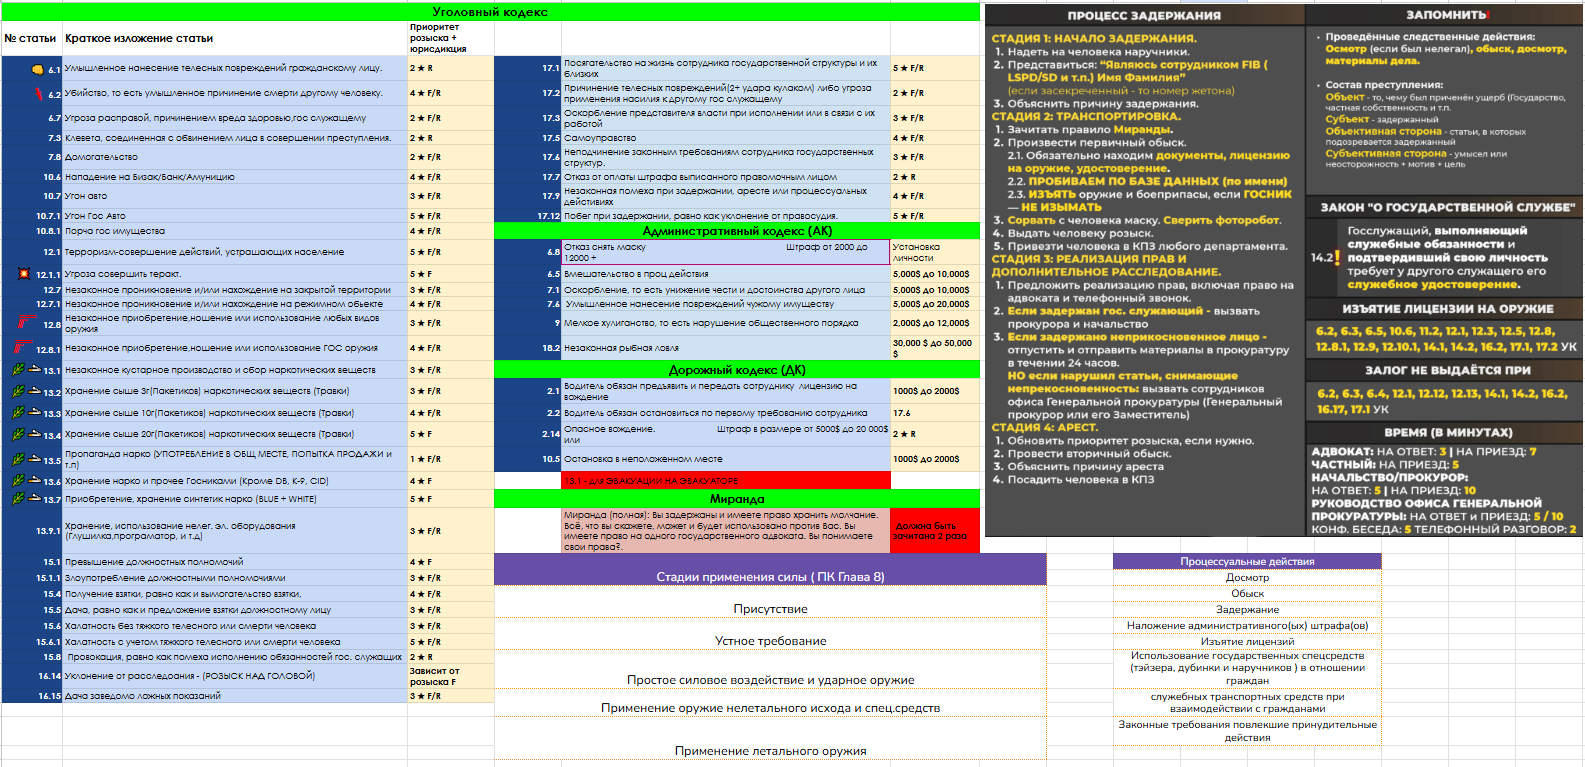 Уголовный кодекс
№ статьи Краткое изложение статьи Приоритет розыска + юрисдикция
6.1 Умышленное нанесение телесных повреждений гражданскому лицу. 2 ★ R
6.2 Убийство, то есть умышленное причинение смерти другому человеку. 4 ★ F/R
6.7 Угроза расправой, причинением вреда здоровью,гос служащему 2 ★ F/R
7.3 Клевета, соединенная с обвинением лица в совершении преступления. 2 ★ F/R
7.8 Домогательство 2 ★ F/R
10.6 Нападение на Бизак/Банк/Амуницию 4 ★ F/R
10.7 Угон авто 3 ★ F/R
10.7.1 Угон Гос Авто 5 ★ F/R
10.8.1 Порча гос имущества 4 ★ F/R
12.1 Терроризм-совершение действий, устрашающих население 5 ★ F/R
12.1.1 Угроза совершить теракт. 5 ★ F
12.7 Незаконное проникновение и/или нахождение на закрытой территории 3 ★ F/R
12.7.1 Незаконное проникновение и/или нахождение на режимном обьекте 4 ★ F/R
12.8 Незаконное приобретение,ношение или использование любых видов
оружия 3 ★ F/R
12.8.1 Незаконное приобретение,ношение или использование ГОС оружия 4 ★ F/R
13.1 Незаконное кустарное производство и сбор наркотических веществ 3 ★ F/R
13.2 Хранение сыше 3г(Пакетиков) наркотических веществ (Травки) 3 ★ F/R
13.3 Хранение сыше 10г(Пакетиков) наркотических веществ (Травки) 4 ★ F/R
13.4 Хранение сыше 20г(Пакетиков) наркотических веществ (Травки) 5 ★ F
13.5 Пропаганда нарко (УПОТРЕБЛЕНИЕ В ОБЩ МЕСТЕ, ПОПЫТКА ПРОДАЖИ и
т.п) 1 ★ F/R
13.6 Хранение нарко и прочее Госниками (Кроме DB, K-9, CID) 4 ★ F
13.7 Приобретение, хранение синтетик нарко (BLUE + WHITE) 5 ★ F
13.9.1 Хранение, использование нелег. эл. оборудования
(Глушилка,програматор, и т.д) 3 ★ F/R
15.1 Превышение должностных полномочий 4 ★ F
15.1.1 Злоупотребление должностными полномочиями 3 ★ F/R
15.4 Получение взятки, равно как и вымогательство взятки, 4 ★ F/R
15.5 Дача, равно как и предложение взятки должностному лицу 3 ★ F/R
15.6 Халатность без тяжкого телесного или смерти человека 3 ★ F/R
15.6.1 Халатность с учетом тяжкого телесного или смерти человека 5 ★ F/R
15.8 Провокация, равно как помеха исполнению обязанностей гос. служащих 2 ★ R
16.14 Уклонение от расследоания - (РОЗЫСК НАД ГОЛОВОЙ) Зависит от розыска F
16.15 Дача заведомо ложных показаний 3 ★ F/R
17.1 Посягательство на жизнь сотрудника государственной структуры и их
близких 5 ★ F/R
17.2 Причинение телесных повреждений(2+ удара кулаком) либо угроза
применения насилия к другому гос служащему 2 ★ F/R
17.3 Оскорбление представителя власти при исполнии или в связи с их
работой 2 ★ F/R
17.5 Самоуправство 4 ★ F/R
17.6 Неподчинение законным требованиям сотрудника государственных
структур. 3 ★ F/R
17.7 Отказ от оплаты штрафа выписанного правомочным лицом 2 ★ R
17.9 Незаконная помеха при задержании, аресте или процессуальных
действиях 4 ★ F/R
17.12 Побег при задержании, равно как уклонение от правосудия. 5 ★ F/R
Административный кодекс (АК)
6.8 Отказ снять маску Штраф от 2000 до
12000 + Установка личности
6.5 Вмешательство в проц действия 5,000$ до 10,000$
7.1 Оскорбление, то есть унижение чести и достоинства другого лица 5,000$ до 10,000$
7.6 Умышленное нанесение повреждений чужому имуществу 5,000$ до 20,000$
9 Мелкое хулиганство, то есть нарушение общественного порядка 2,000$ до 12,000$
18.2 Незаконная рыбная ловля 30,000 $ до 50,000 $
Дорожный кодекс (ДК)
2.1 Водитель обязан предъявить и передать сотруднику лицензию на
вождение 1000$ до 2000$
2.2 Водитель обязан остановиться по первому требованию сотрудника 17.6
2.14 Опасное вождение. Штраф в размере от 5000$ до 20 000$
или 2 ★ R
10.5 Остановка в неположенном месте 1000$ до 2000$
13.1 - для ЭВАКУАЦИИ НА ЭВАКУАТОРЕ
Миранда
Миранда (полная): Вы задержаны и имеете право хранить молчание.
Всё, что вы скажете, может и будет использовано против Вас. Вы
имеете право на одного государственного адвоката. Вы понимаете
свои права?.
Должна быть зачитана 2 раза
Стадии применения силы ( ПК Глава 8)
Присутствие
Устное требование
Простое силовое воздействие и ударное оружие
Применение оружие нелетального исхода и спец.средств
Применение летального оружия
ПРОЦЕСС ЗАДЕРЖАНИЯ
СТАДИЯ 1: НАЧАЛО ЗАДЕРЖАНИЯ.
1. Надеть на человека наручники.
2. Представиться: "Являюсь сотрудником FIB (
LSPD/SD и т.п.) Имя Фамилия"
(если засекреченный - то номер жетона)
3. Объяснить причину задержания.
СТАДИЯ 2: ТРАНСПОРТИРОВКА.
1. Зачитать правило Миранды.
2. Произвести первичный обыск.
2.1. Обязательно находим документы, лицензию
на оружие, удостоверение.
2.2. ПРОБИВАЕМ ПО БАЗЕ ДАННЫХ (по имени)
2.3. ИЗЪЯТЬ оружие и боеприпасы, если ГОСНИК
— НЕ ИЗЫМАТЬ
3. Сорвать с человека маску. Сверить фоторобот.
4. Выдать человеку розыск.
5. Привезти человека в КПЗ любого департамента.
СТАДИЯ 3: РЕАЛИЗАЦИЯ ПРАВ И
ДОПОЛНИТЕЛЬНОЕ РАССЛЕДОВАНИЕ.
1. Предложить реализацию прав, включая право на
адвоката и телефонный звонок.
2. Если задержан гос. служащий - вызвать
прокурора и начальство
3. Если задержано неприкосновенное лицо -
отпустить и отправить материалы в прокуратуру
в течении 24 часов.
НО если нарушил статьи, снимающие
неприкосновенность: вызвать сотрудников
офиса Генеральной прокуратуры (Генеральный
прокурор или его Заместитель)
СТАДИЯ 4: АРЕСТ.
1. Обновить приоритет розыска, если нужно.
2. Провести вторичный обыск.
3. Объяснить причину ареста
4. Посадить человека в КПЗ
ЗАПОМНИТЬ!
• Проведённые следственные действия:
Осмотр (если был нелегал), обыск, досмотр,
материалы дела.
• Состав преступления:
Объект - то, чему был причинён ущерб (Государство,
частная собственность и т.п.
Субъект - задержанный
Объективная сторона - статьи, в которых
подозревается задержанный
Субъективная сторона - умысел или
неосторожность + мотив + цель
ЗАКОН "О ГОСУДАРСТВЕННОЙ СЛУЖБЕ"
14.2! Госслужащий, выполняющий
служебные обязанности и
подтвердивший свою личность
требует у другого служащего его
служебное удостоверение.
ИЗЪЯТИЕ ЛИЦЕНЗИИ НА ОРУЖИЕ
6.2, 6.3, 6.5, 10.6, 11.2, 12.1, 12.3, 12.5, 12.8,
12.8.1, 12.9, 12.10.1, 14.1, 14.2, 16.2, 17.1, 17.2 УК
ЗАЛОГ НЕ ВЫДАЁТСЯ ПРИ
6.2, 6.3, 6.4, 12.1, 12.12, 12.13, 14.1, 14.2, 16.2,
16.17, 17.1 УК
ВРЕМЯ (В МИНУТАХ)
АДВОКАТ: НА ОТВЕТ: 3 | НА ПРИЕЗД: 7
ЧАСТНЫЙ: НА ПРИЕЗД: 5
НАЧАЛЬСТВО/ПРОКУРОР:
НА ОТВЕТ: 5 | НА ПРИЕЗД: 10
РУКОВОДСТВО ОФИСА ГЕНЕРАЛЬНОЙ
ПРОКУРАТУРЫ: НА ОТВЕТ И ПРИЕЗД: 5 / 10
КОНФ. БЕСЕДА: 5 ТЕЛЕФОННЫЙ РАЗГОВОР: 2
Процессуальные действия
Досмотр
Обыск
Задержание
Наложение административного(ых) штрафа(ов)
Изъятие лицензий
Использование государственных спецсредств
(тэйзера, дубинки и наручников ) в отношении
граждан
служебных транспортных средств при
взаимодействии с гражданами
Законные требования повлекшие принудительные
действия